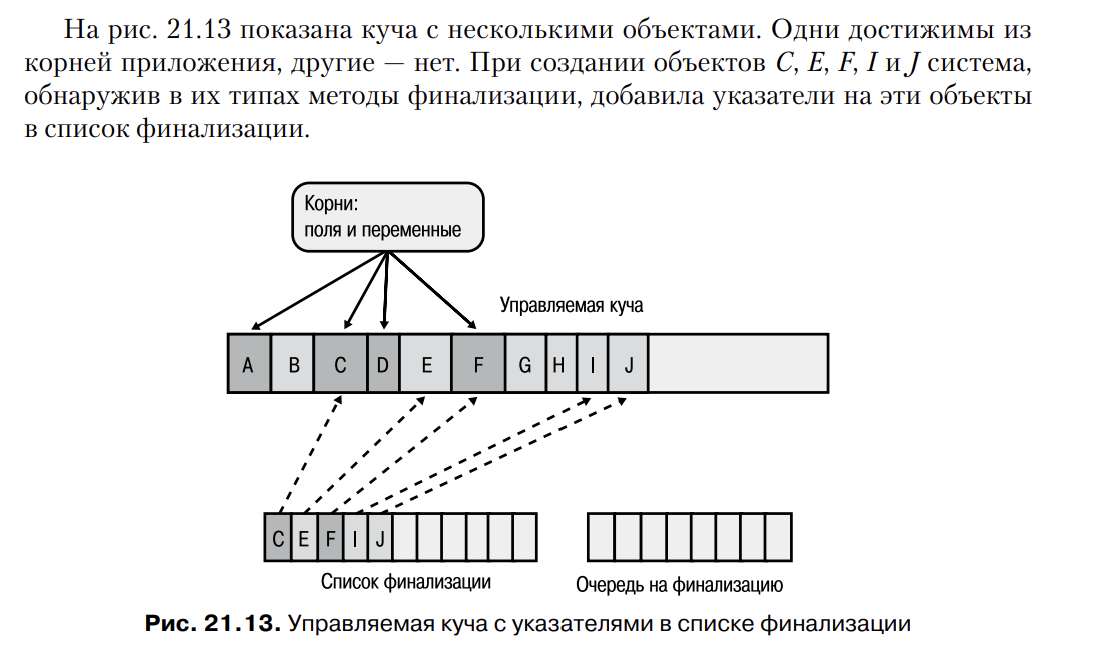 На рис. 21.13 показана куча с несколькими объектами. Одни достижимы из
корней приложения, другие — нет. При создании объектов C, E, F, I и J система,
обнаружив в их типах методы финализации, добавила указатели на эти объекты
в список финализации.
Корни:
поля и переменные
Управляемая куча
A B C D E F G H I J
C E F I J
Список финализации
Очередь на финализацию
Рис. 21.13. Управляемая куча с указателями в списке финализации